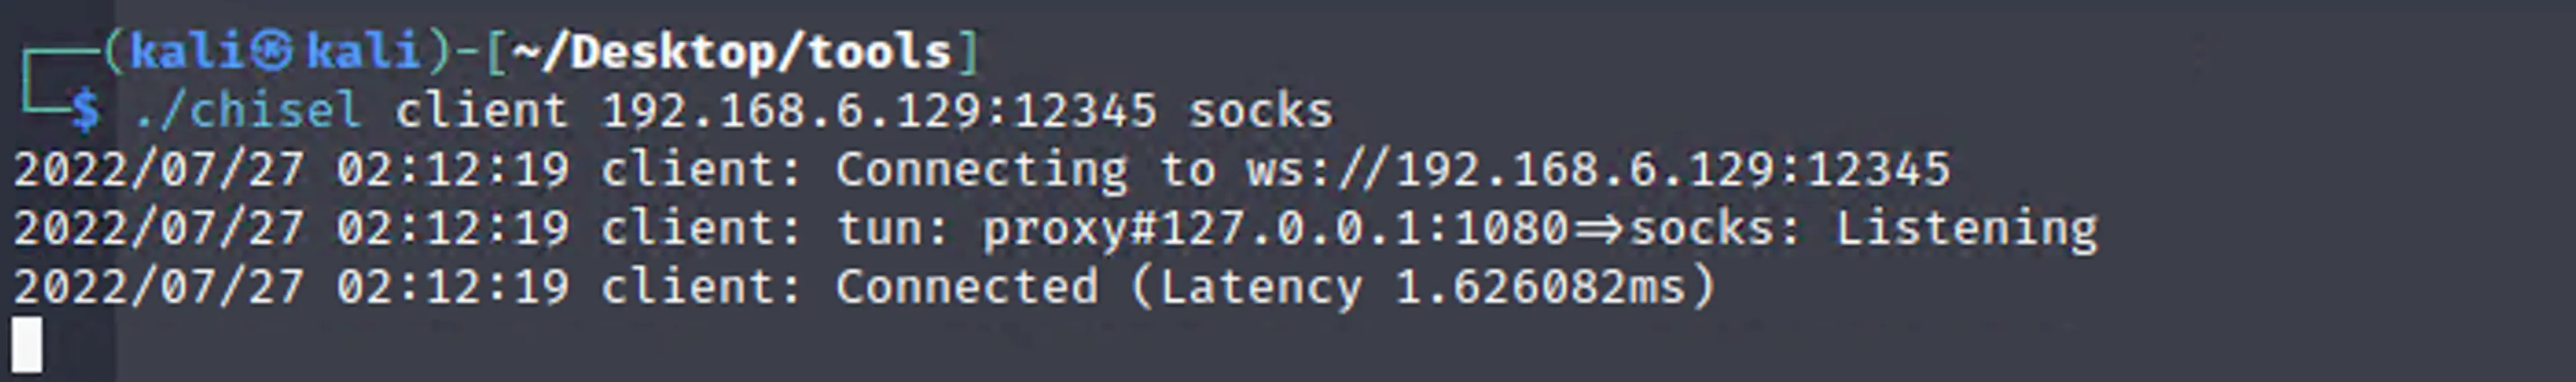 ┌──(kali㉿kali)-[~/Desktop/tools]
└─$ ./chisel client 192.168.6.129:12345 socks
2022/07/27 02:12:19 client: Connecting to ws://192.168.6.129:12345
2022/07/27 02:12:19 client: tun: proxy#127.0.0.1:1080=>socks: Listening
2022/07/27 02:12:19 client: Connected (Latency 1.626082ms)